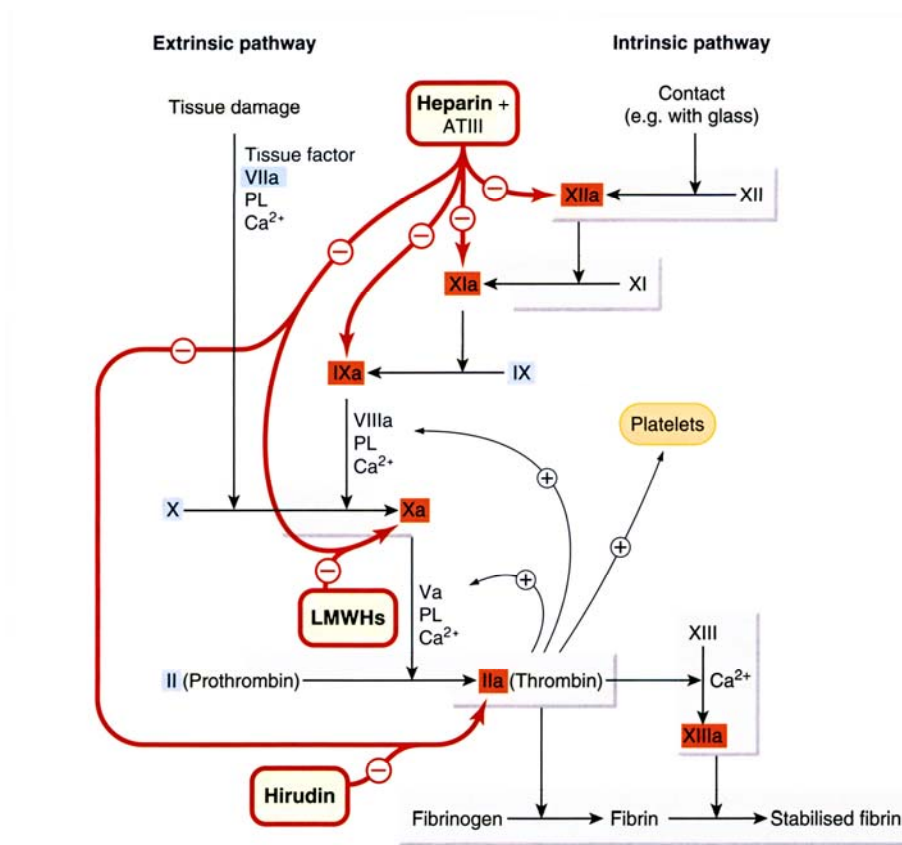 Extrinsic pathway
Intrinsic pathway
Tissue damage
Heparin +
ATIII
Contact
(e.g. with glass)
Tissue factor
VIIa
PL
Ca²⁺
−
XIIa
XII
−
−
−
XIa
XI
−
IXa
IX
VIIIa
PL
Ca²⁺
Platelets
+
X
Xa
+
−
LMWHs
Va
PL
Ca²⁺
+
XIII
II (Prothrombin)
IIa (Thrombin)
Ca²⁺
XIIIa
−
Hirudin
Fibrinogen
Fibrin
Stabilised fibrin